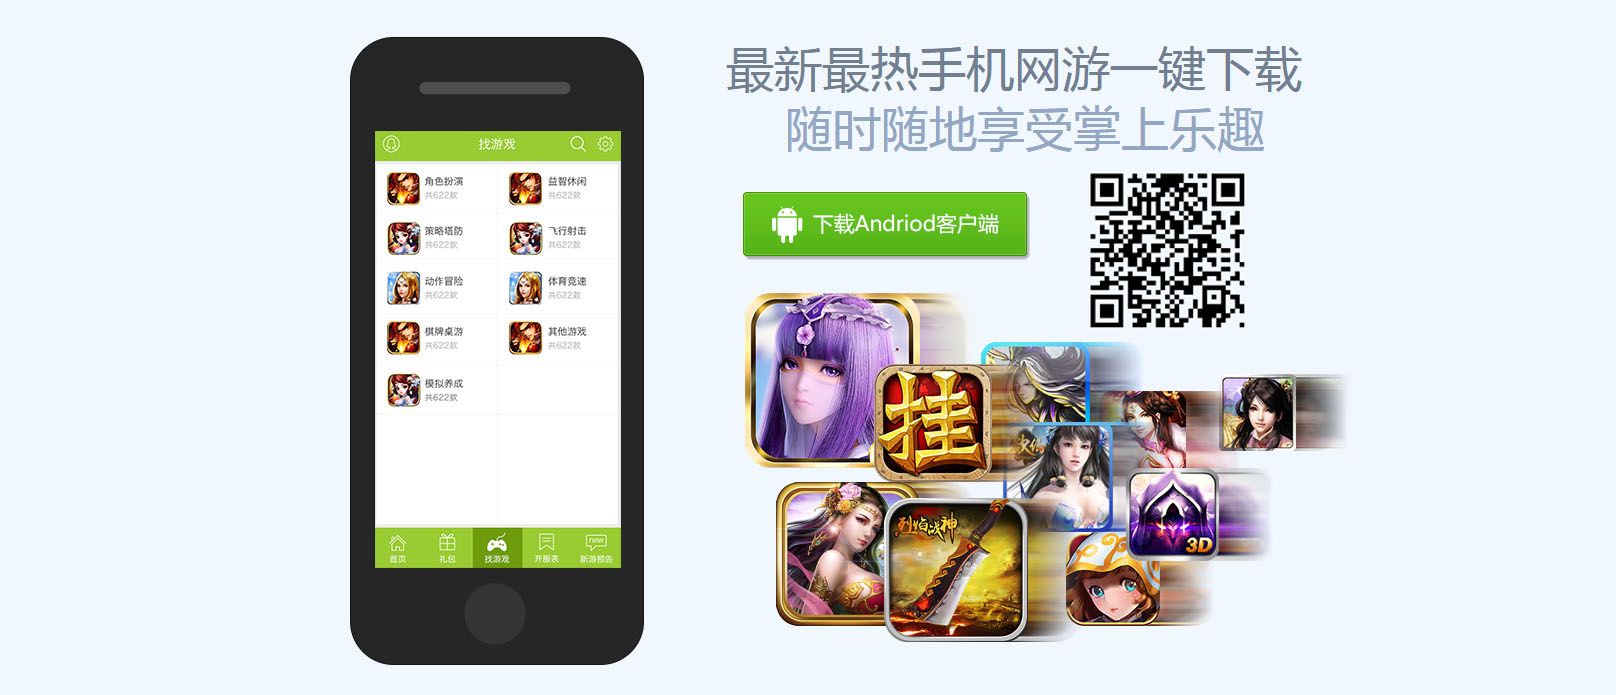 最新最热手机网游一键下载
随时随地享受掌上乐趣
下载Andriod客户端
找游戏
角色扮演
共622款
益智休闲
共622款
策略塔防
共622款
飞行射击
共622款
动作冒险
共622款
体育竞速
共622款
棋牌桌游
共622款
其他游戏
共622款
模拟养成
共622款
首页
礼包
找游戏
开服表
new
新游预告
挂
3D